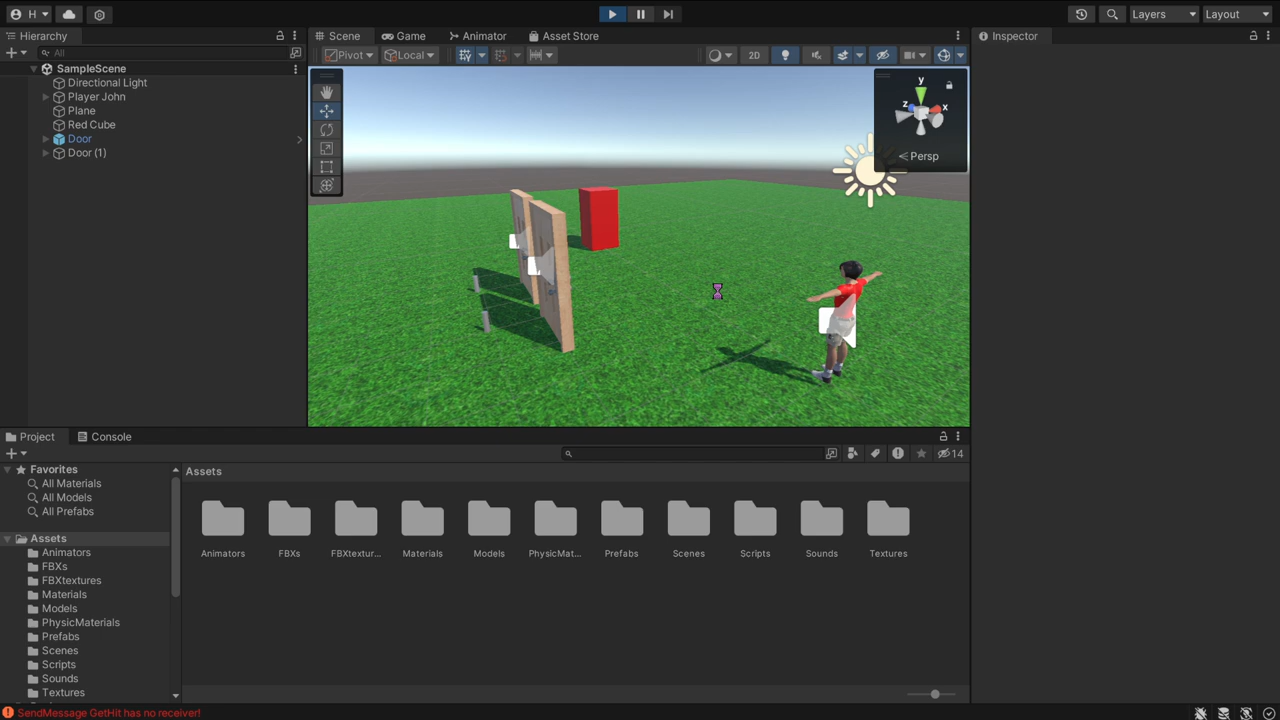 H
Layers
Layout
Hierarchy
Scene
Game
Animator
Asset Store
Inspector
All
Pivot
Local
2D
SampleScene
Directional Light
Player John
Plane
Red Cube
Door
Door (1)
y
z
x
Persp
Project
Console
14
Favorites
All Materials
All Models
All Prefabs
Assets
Animators
FBXs
FBXtextures
Materials
Models
PhysicMaterials
Prefabs
Scenes
Scripts
Sounds
Textures
Assets
Animators
FBXs
FBXtextur...
Materials
Models
PhysicMat...
Prefabs
Scenes
Scripts
Sounds
Textures
SendMessage GetHit has no receiver!